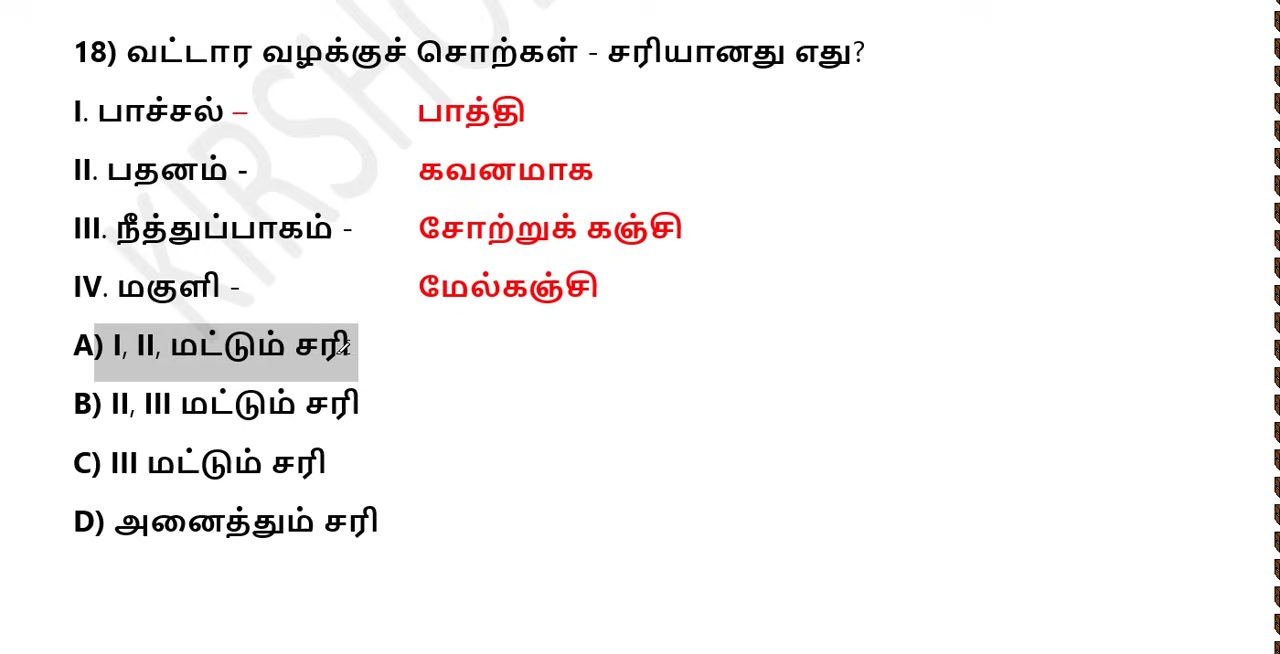 18) வட்டார வழக்குச் சொற்கள் - சரியானது எது?
I. பாச்சல் – பாத்தி
II. பதனம் - கவனமாக
III. நீத்துப்பாகம் - சோற்றுக் கஞ்சி
IV. மகுளி - மேல்கஞ்சி
A) I, II, மட்டும் சரி
B) II, III மட்டும் சரி
C) III மட்டும் சரி
D) அனைத்தும் சரி